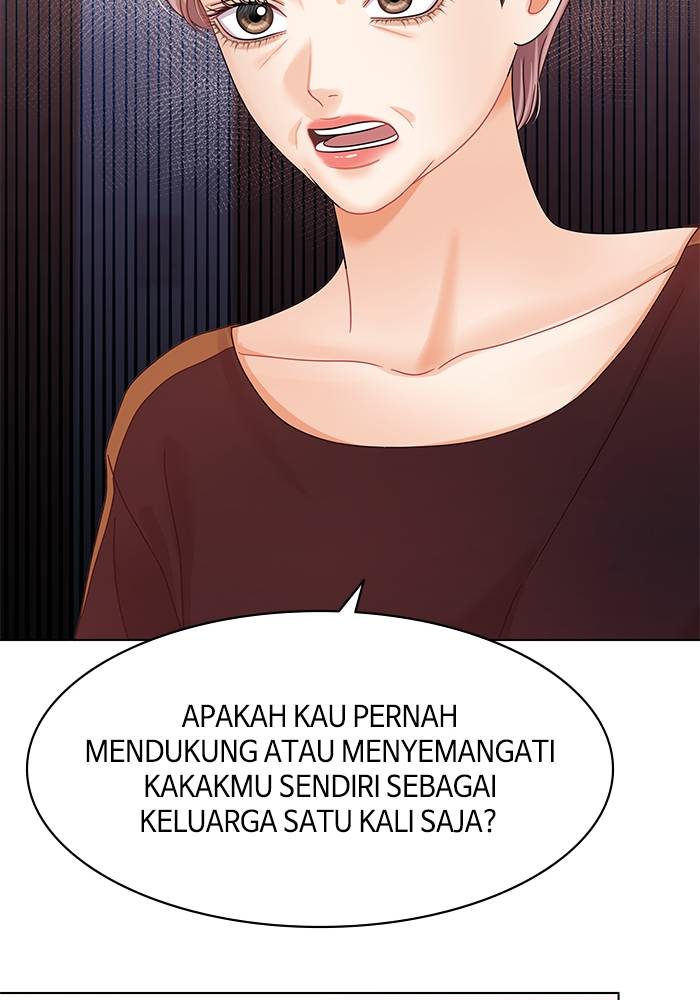 APAKAH KAU PERNAH
MENDUKUNG ATAU MENYEMANGATI
KAKAKMU SENDIRI SEBAGAI
KELUARGA SATU KALI SAJA?